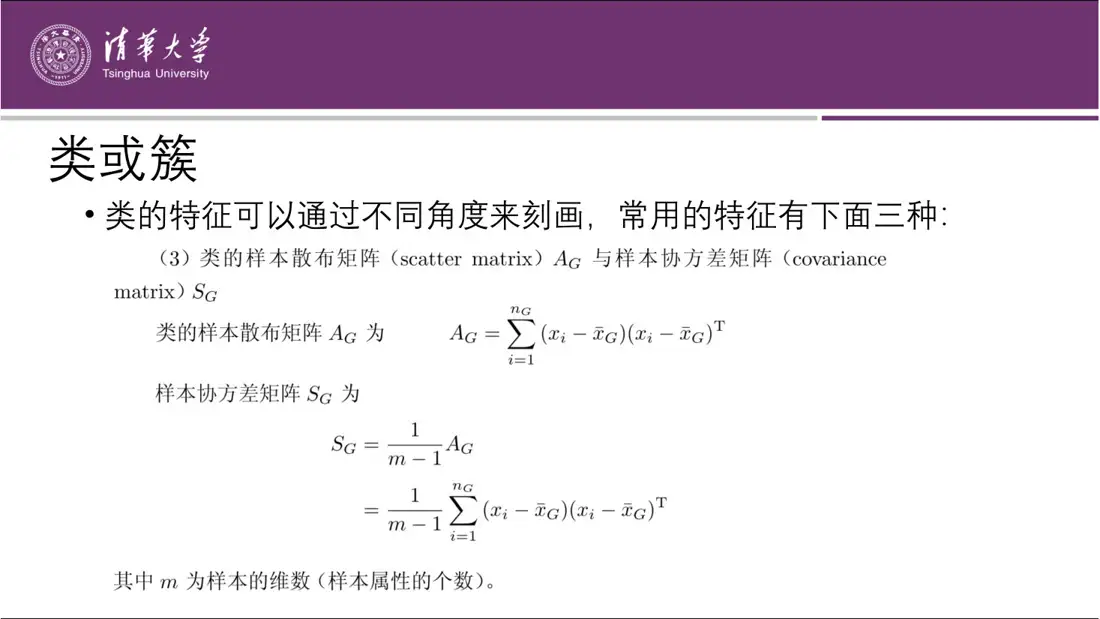 清华大学
Tsinghua University
类或簇
• 类的特征可以通过不同角度来刻画，常用的特征有下面三种：
（3）类的样本散布矩阵（scatter matrix）A_G 与样本协方差矩阵（covariance
matrix）S_G
类的样本散布矩阵 A_G 为 A_G = \sum_{i=1}^{n_G} (x_i - \bar{x}_G)(x_i - \bar{x}_G)^T
样本协方差矩阵 S_G 为
S_G = \frac{1}{m-1} A_G
= \frac{1}{m-1} \sum_{i=1}^{n_G} (x_i - \bar{x}_G)(x_i - \bar{x}_G)^T
其中 m 为样本的维数（样本属性的个数）。